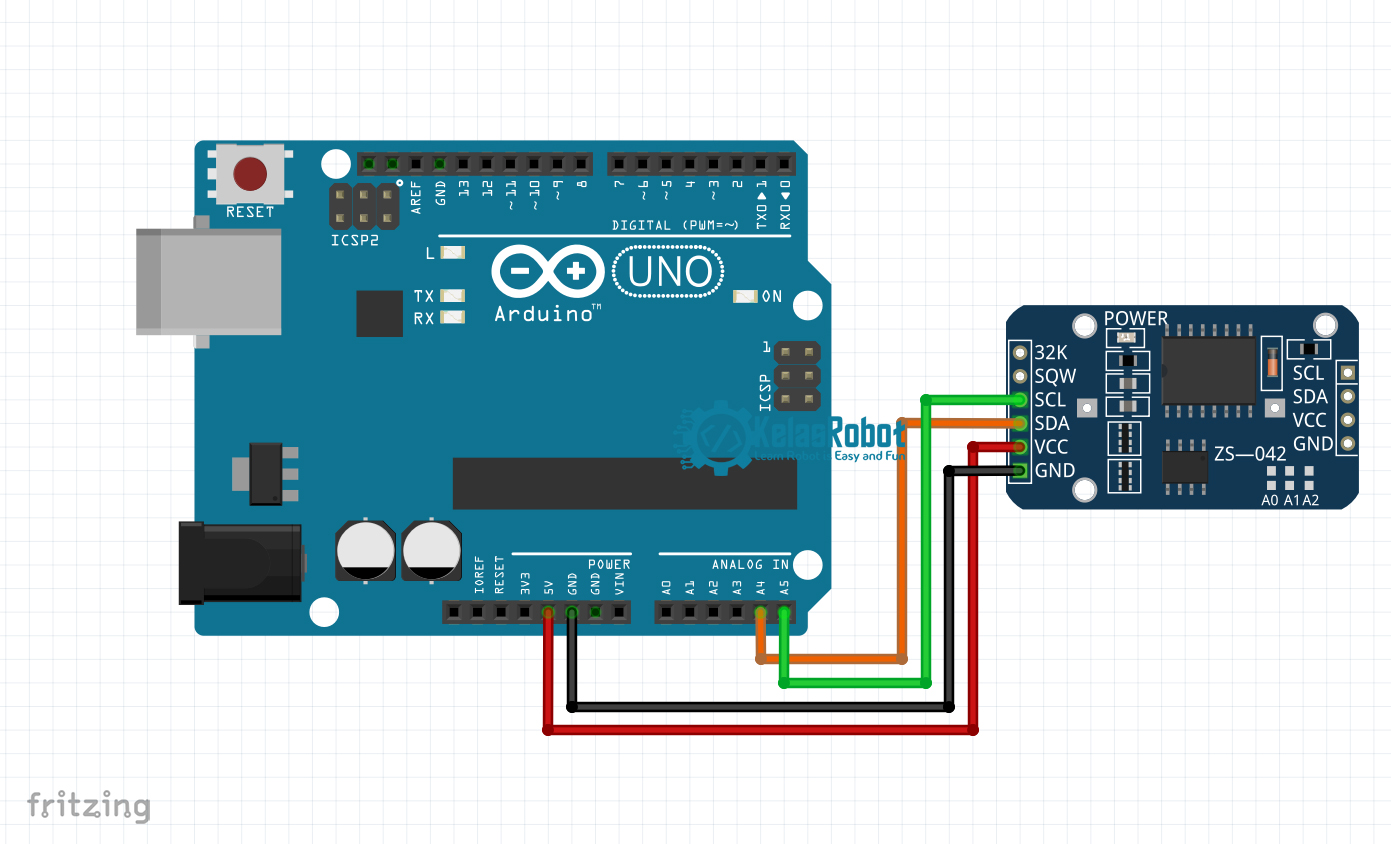 RESET
ICSP2
AREF
GND
13
12
~11
~10
~9
8
7
~6
~5
4
~3
2
TX0▶1
RX0◀0
DIGITAL (PWM=~)
L
TX
RX
UNO
Arduino™
ON
1
ICSP
KelasRobot
Learn Robot is Easy and Fun
IOREF
RESET
3V3
5V
GND
GND
VIN
POWER
ANALOG IN
A0
A1
A2
A3
A4
A5
POWER
32K
SQW
SCL
SDA
VCC
GND
SCL
SDA
VCC
GND
ZS—042
A0 A1 A2
fritzing